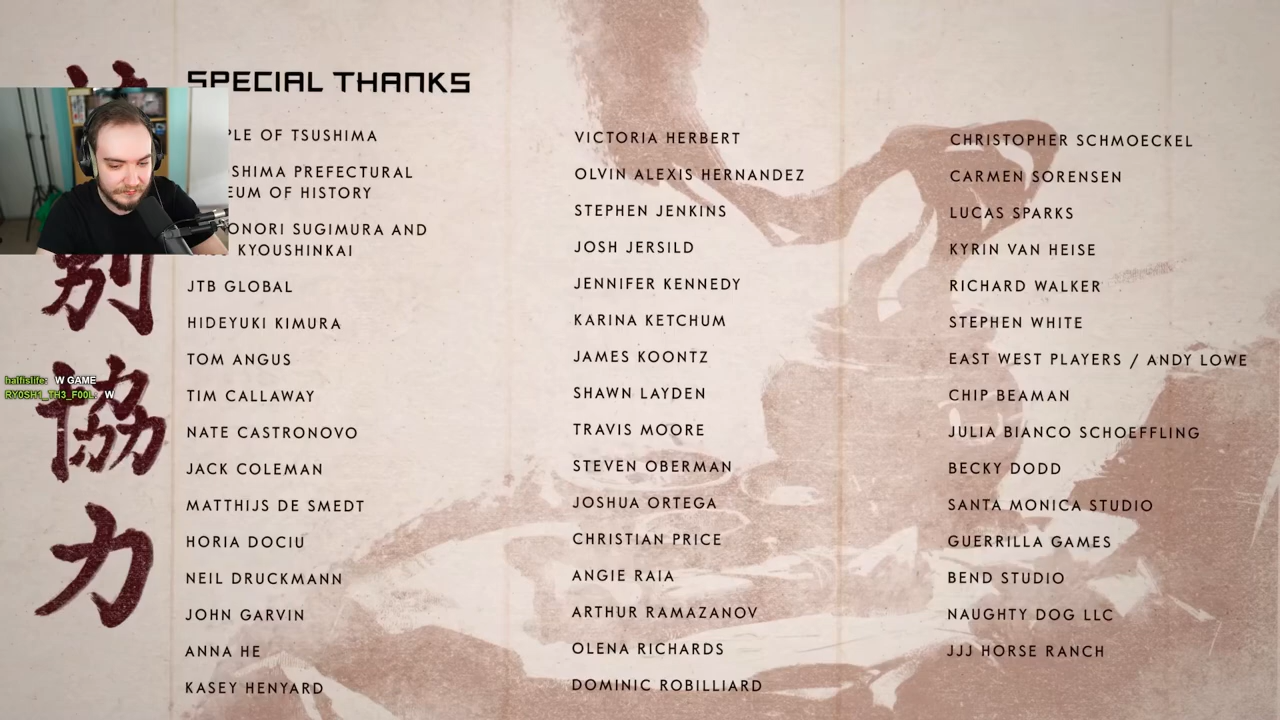 SPECIAL THANKS
OF TSUSHIMA
PREFECTURAL
OF HISTORY
SUGIMURA AND
KYOUSHINKAI
JTB GLOBAL
HIDEYUKI KIMURA
TOM ANGUS
TIM CALLAWAY
NATE CASTRONOVO
JACK COLEMAN
MATTHIJS DE SMEDT
HORIA DOCIU
NEIL DRUCKMANN
JOHN GARVIN
ANNA HE
KASEY HENYARD
VICTORIA HERBERT
OLVIN ALEXIS HERNANDEZ
STEPHEN JENKINS
JOSH JERSILD
JENNIFER KENNEDY
KARINA KETCHUM
JAMES KOONTZ
SHAWN LAYDEN
TRAVIS MOORE
STEVEN OBERMAN
JOSHUA ORTEGA
CHRISTIAN PRICE
ANGIE RAIA
ARTHUR RAMAZANOV
OLENA RICHARDS
DOMINIC ROBILLIARD
CHRISTOPHER SCHMOECKEL
CARMEN SORENSEN
LUCAS SPARKS
KYRIN VAN HEISE
RICHARD WALKER
STEPHEN WHITE
EAST WEST PLAYERS / ANDY LOWE
CHIP BEAMAN
JULIA BIANCO SCHOEFFLING
BECKY DODD
SANTA MONICA STUDIO
GUERRILLA GAMES
BEND STUDIO
NAUGHTY DOG LLC
JJJ HORSE RANCH
別
協
力
halfislife: W GAME
RY0SH1_TH3_F00L: W